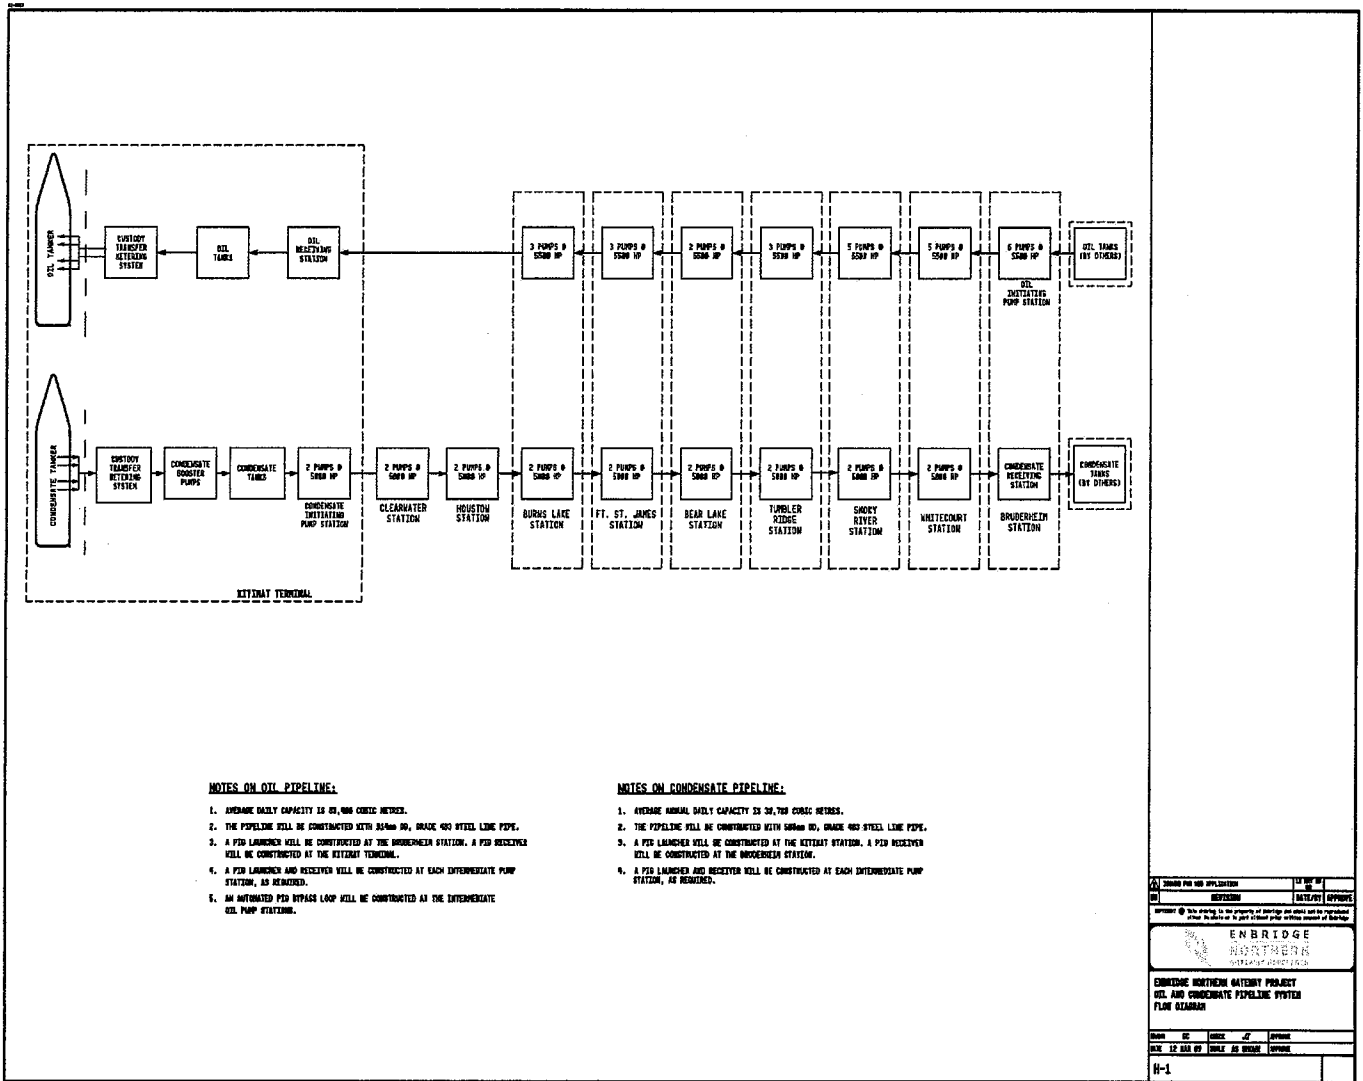 OIL TANKER
CUSTODY
TRANSFER
METERING
SYSTEM
OIL
TANKS
OIL
RECEIVING
STATION
3 PUMPS @
5500 HP
3 PUMPS @
5500 HP
2 PUMPS @
5500 HP
3 PUMPS @
5500 HP
5 PUMPS @
5500 HP
5 PUMPS @
5500 HP
6 PUMPS @
5500 HP
OIL
INITIATING
PUMP STATION
OIL TANKS
(BY OTHERS)
CONDENSATE TANKER
CUSTODY
TRANSFER
METERING
SYSTEM
CONDENSATE
BOOSTER
PUMPS
CONDENSATE
TANKS
2 PUMPS @
5000 HP
CONDENSATE
INITIATING
PUMP STATION
2 PUMPS @
5000 HP
CLEARWATER
STATION
2 PUMPS @
5000 HP
HOUSTON
STATION
2 PUMPS @
5000 HP
BURNS LAKE
STATION
2 PUMPS @
5000 HP
FT. ST. JAMES
STATION
2 PUMPS @
5000 HP
BEAR LAKE
STATION
2 PUMPS @
5000 HP
TUMBLER
RIDGE
STATION
2 PUMPS @
5000 HP
SMOKY
RIVER
STATION
2 PUMPS @
5000 HP
WHITECOURT
STATION
CONDENSATE
RECEIVING
STATION
BRUDERHEIM
STATION
CONDENSATE
TANKS
(BY OTHERS)
KITIMAT TERMINAL
NOTES ON OIL PIPELINE:
1. AVERAGE DAILY CAPACITY IS CUBIC METRES.
2. THE PIPELINE WILL BE CONSTRUCTED WITH 914mm OD, GRADE 483 STEEL LINE PIPE.
3. A PIG LAUNCHER WILL BE CONSTRUCTED AT THE BRUDERHEIM STATION. A PIG RECEIVER
WILL BE CONSTRUCTED AT THE KITIMAT TERMINAL.
4. A PIG LAUNCHER AND RECEIVER WILL BE CONSTRUCTED AT EACH INTERMEDIATE PUMP
STATION, AS REQUIRED.
5. AN AUTOMATED PIG BYPASS LOOP WILL BE CONSTRUCTED AT THE INTERMEDIATE
OIL PUMP STATIONS.
NOTES ON CONDENSATE PIPELINE:
1. AVERAGE ANNUAL DAILY CAPACITY IS CUBIC METRES.
2. THE PIPELINE WILL BE CONSTRUCTED WITH 508mm OD, GRADE 483 STEEL LINE PIPE.
3. A PIG LAUNCHER WILL BE CONSTRUCTED AT THE KITIMAT STATION. A PIG RECEIVER
WILL BE CONSTRUCTED AT THE BRUDERHEIM STATION.
4. A PIG LAUNCHER AND RECEIVER WILL BE CONSTRUCTED AT EACH INTERMEDIATE PUMP
STATION, AS REQUIRED.
REVISION DATE/BY APPROVE
ENBRIDGE
NORTHERN
ENBRIDGE NORTHERN GATEWAY PROJECT
OIL AND CONDENSATE PIPELINE SYSTEM
FLOW DIAGRAM
H-1